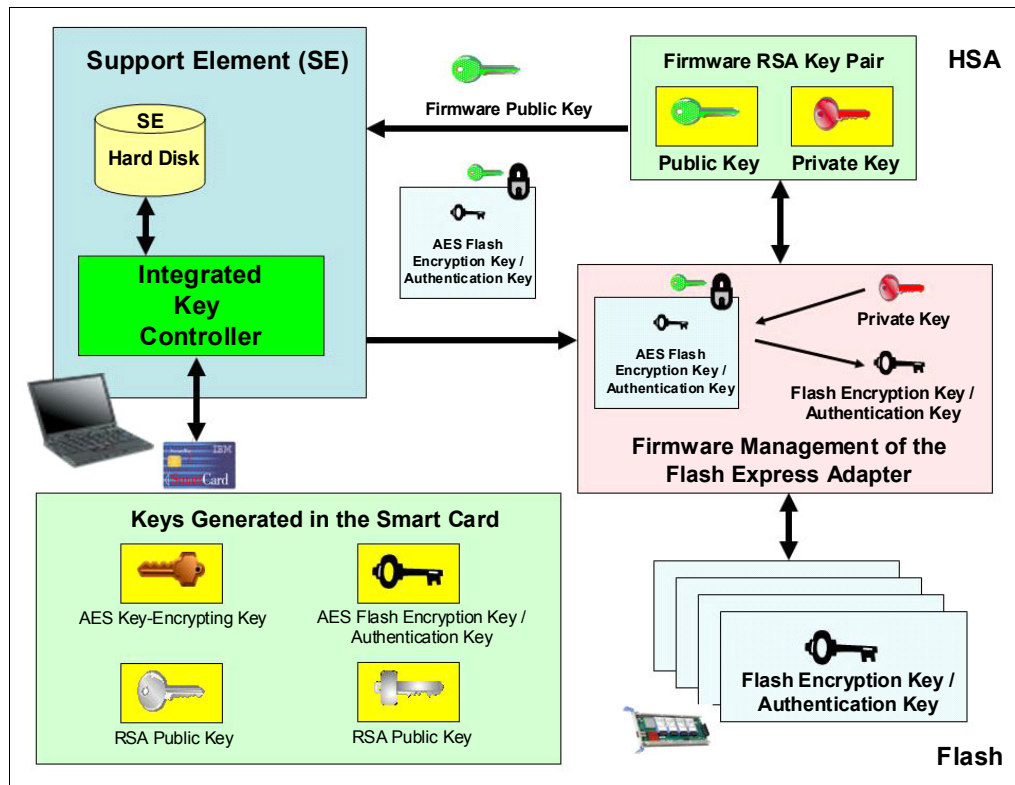 Support Element (SE)
SE
Hard Disk
Integrated
Key
Controller
Firmware Public Key
AES Flash
Encryption Key /
Authentication Key
Firmware RSA Key Pair
Public Key
Private Key
HSA
AES Flash
Encryption Key /
Authentication Key
Private Key
Flash Encryption Key /
Authentication Key
Firmware Management of the
Flash Express Adapter
IBM
SmartCard
Keys Generated in the Smart Card
AES Key-Encrypting Key
AES Flash Encryption Key /
Authentication Key
RSA Public Key
RSA Public Key
Flash Encryption Key /
Authentication Key
Flash